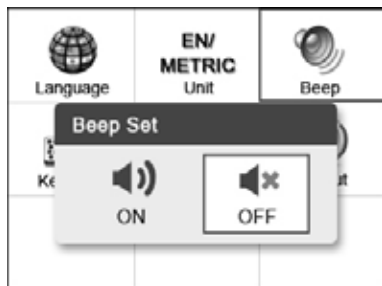 EN/
METRIC
Language
Unit
Beep
Beep Set
ON
OFF